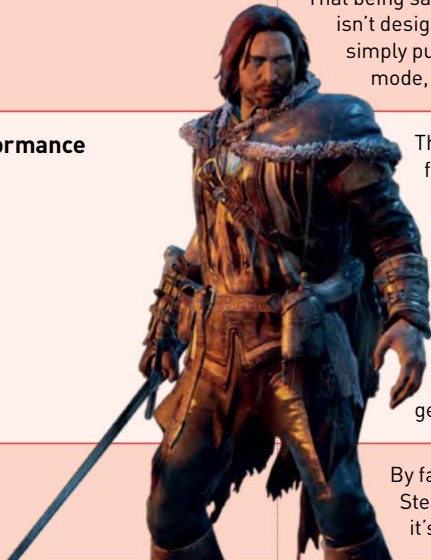 That being sa
isn't desig
simply pu
mode,
ormance
Th
f
ge
By fa
Ste
it's